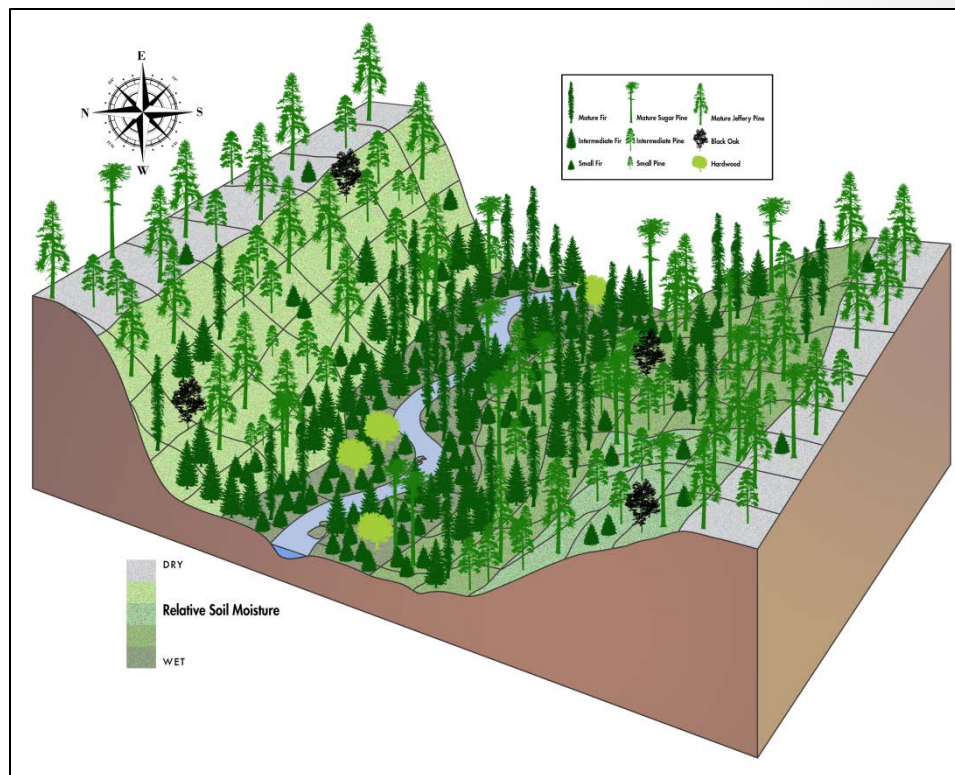 E
N
S
W
Mature Fir
Mature Sugar Pine
Mature Jeffery Pine
Intermediate Fir
Intermediate Pine
Black Oak
Small Fir
Small Pine
Hardwood
DRY
Relative Soil Moisture
WET